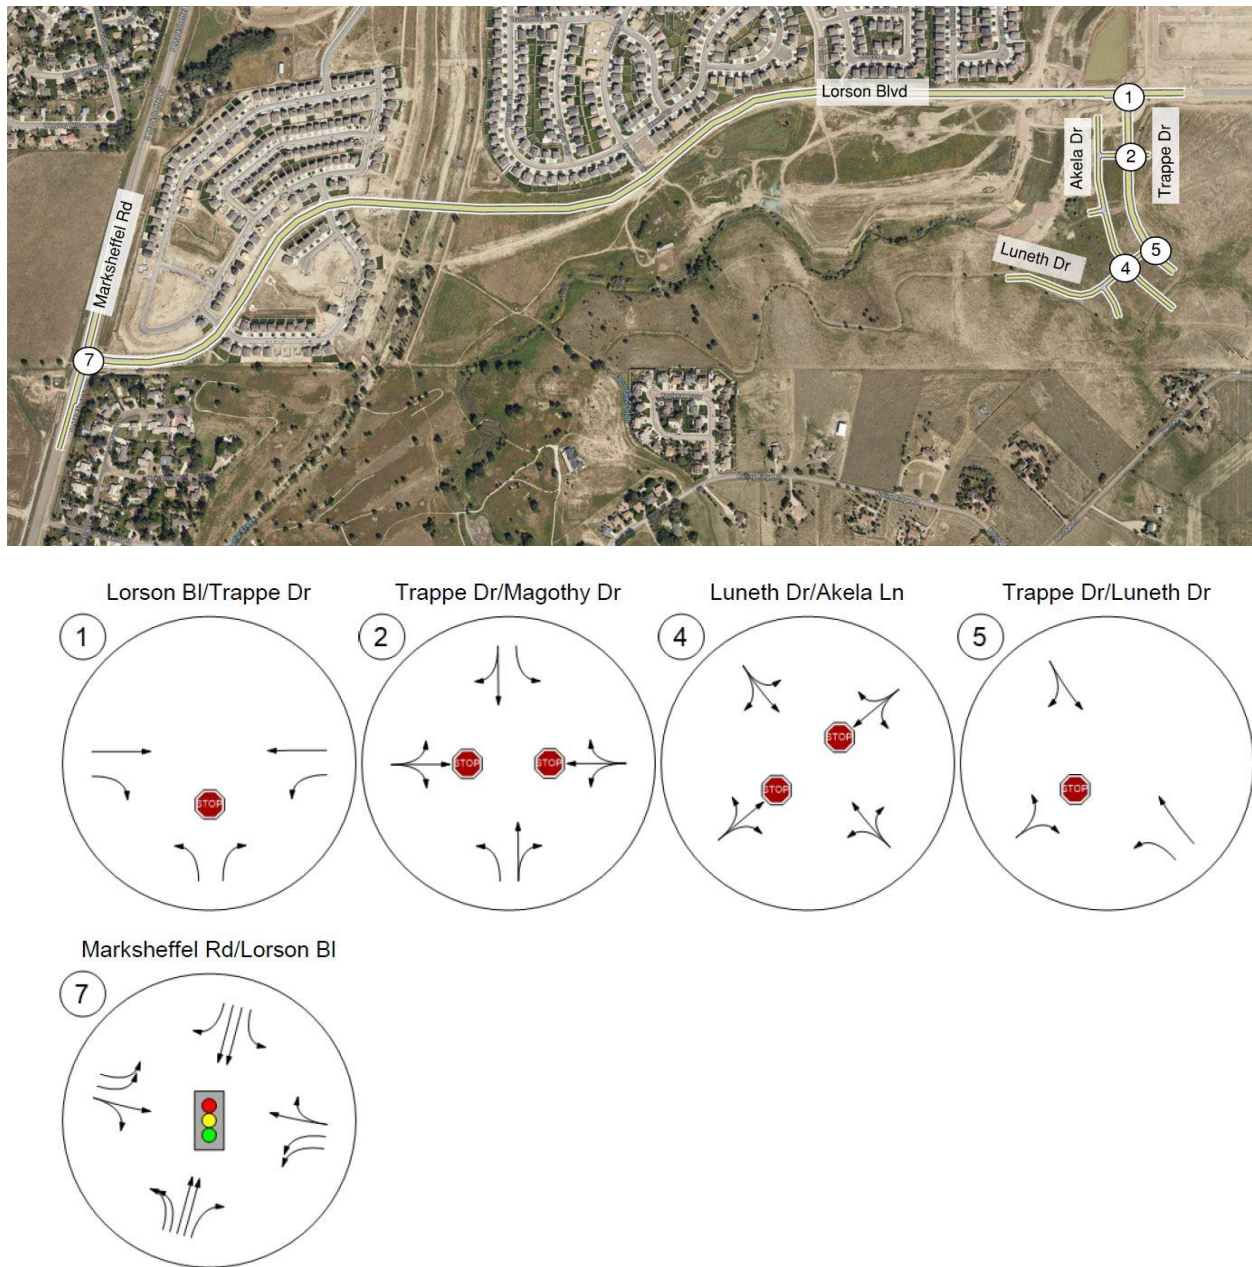 Lorson Blvd
1
Akela Dr
2
Trappe Dr
Marksheffel Rd
Luneth Dr
5
4
7
Lorson Bl/Trappe Dr
Trappe Dr/Magothy Dr
Luneth Dr/Akela Ln
Trappe Dr/Luneth Dr
1
2
4
5
STOP
STOP
STOP
STOP
STOP
STOP
Marksheffel Rd/Lorson Bl
7